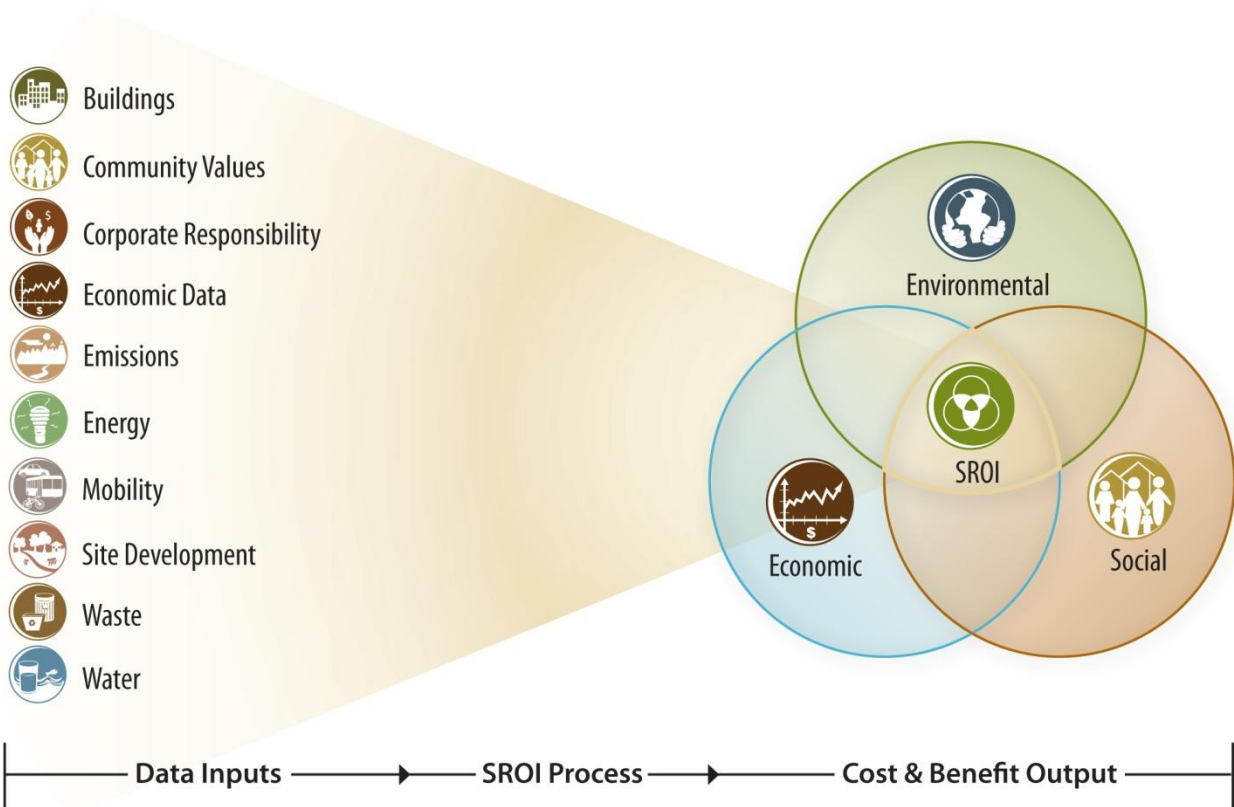 Buildings
Community Values
Corporate Responsibility
$
Economic Data
$
Emissions
Energy
Mobility
Site Development
Waste
Water
Environmental
SROI
$
Economic
Social
Data Inputs
SROI Process
Cost & Benefit Output